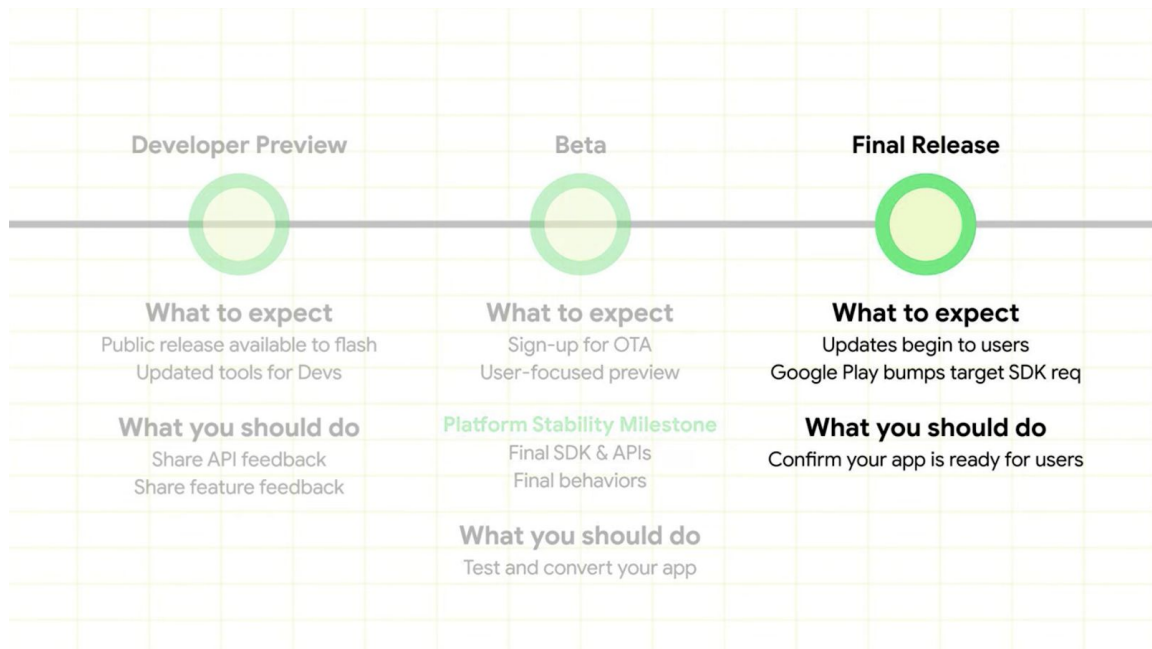 Developer Preview
What to expect
Public release available to flash
Updated tools for Devs
What you should do
Share API feedback
Share feature feedback
Beta
What to expect
Sign-up for OTA
User-focused preview
Platform Stability Milestone
Final SDK & APIs
Final behaviors
What you should do
Test and convert your app
Final Release
What to expect
Updates begin to users
Google Play bumps target SDK req
What you should do
Confirm your app is ready for users